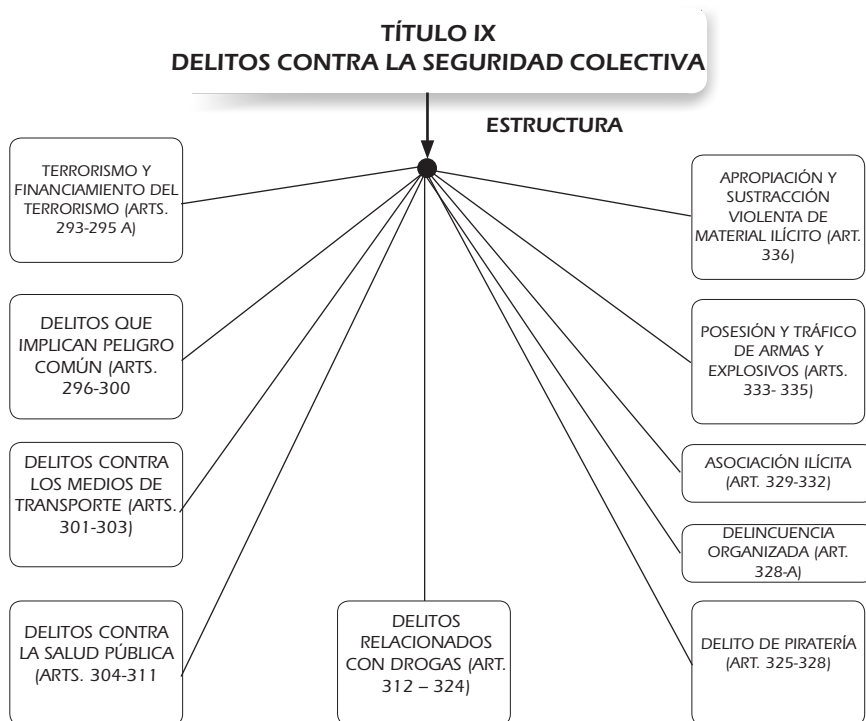 TÍTULO IX
DELITOS CONTRA LA SEGURIDAD COLECTIVA
ESTRUCTURA
TERRORISMO Y
FINANCIAMIENTO DEL
TERRORISMO (ARTS.
293-295 A)
DELITOS QUE
IMPLICAN PELIGRO
COMÚN (ARTS.
296-300
DELITOS CONTRA
LOS MEDIOS DE
TRANSPORTE (ARTS.
301-303)
DELITOS CONTRA
LA SALUD PÚBLICA
(ARTS. 304-311
DELITOS
RELACIONADOS
CON DROGAS (ART.
312 – 324)
APROPIACIÓN Y
SUSTRACCIÓN
VIOLENTA DE
MATERIAL ILÍCITO (ART.
336)
POSESIÓN Y TRÁFICO
DE ARMAS Y
EXPLOSIVOS (ARTS.
333- 335)
ASOCIACIÓN ILÍCITA
(ART. 329-332)
DELINCUENCIA
ORGANIZADA (ART.
328-A)
DELITO DE PIRATERÍA
(ART. 325-328)